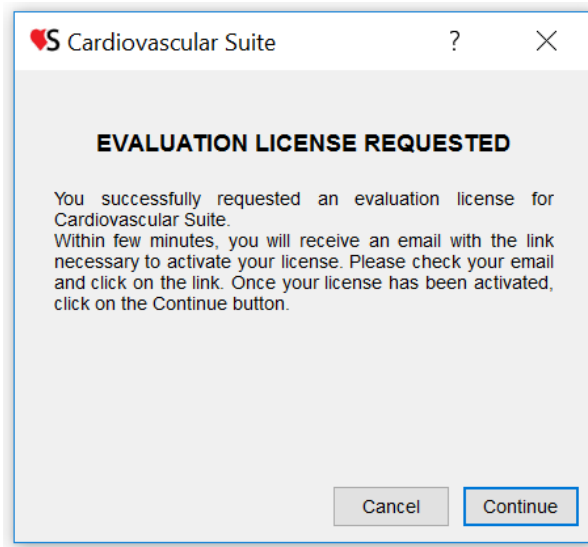 S Cardiovascular Suite ?
EVALUATION LICENSE REQUESTED
You successfully requested an evaluation license for
Cardiovascular Suite.
Within few minutes, you will receive an email with the link
necessary to activate your license. Please check your email
and click on the link. Once your license has been activated,
click on the Continue button.
Cancel Continue